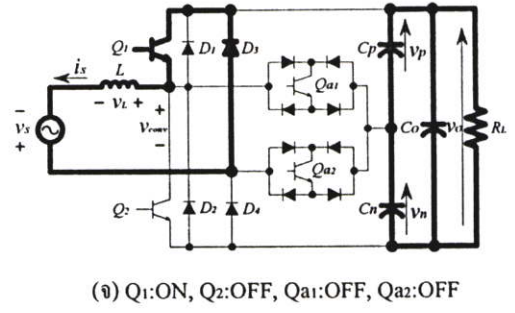 Q1
D1
D3
Cp
vp
is
L
Qa1
− vL +
+
−
vs
vconv
Co
vo
RL
+
−
Qa2
Q2
D2
D4
Cn
vn
(จ) Q1:ON, Q2:OFF, Qa1:OFF, Qa2:OFF